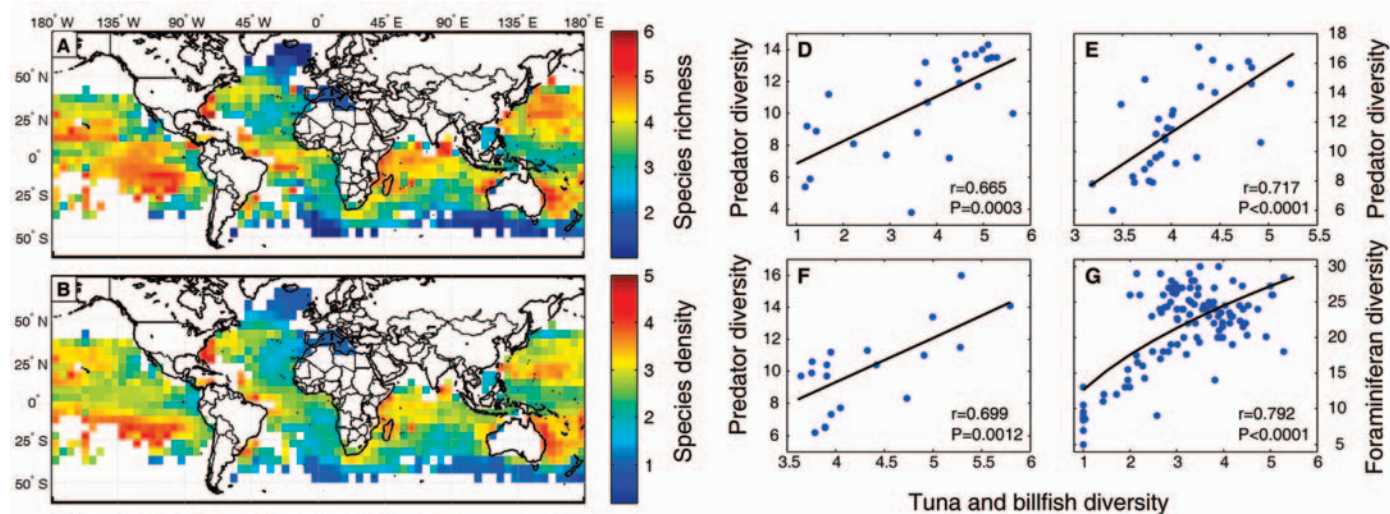 180° W 135° W 90° W 45° W 0° 45° E 90° E 135° E 180° E
A
50° N
25° N
0°
25° S
50° S
6
5
4
3
2
Species richness
B
50° N
25° N
0°
25° S
50° S
5
4
3
2
1
Species density
D
Predator diversity
14
12
10
8
6
4
r=0.665
P=0.0003
1 2 3 4 5 6
E
18
16
14
12
10
8
6
Predator diversity
r=0.717
P<0.0001
3 3.5 4 4.5 5 5.5
F
Predator diversity
16
14
12
10
8
6
r=0.699
P=0.0012
3.5 4 4.5 5 5.5 6
G
30
25
20
15
10
5
Foraminiferan diversity
r=0.792
P<0.0001
1 2 3 4 5 6
Tuna and billfish diversity